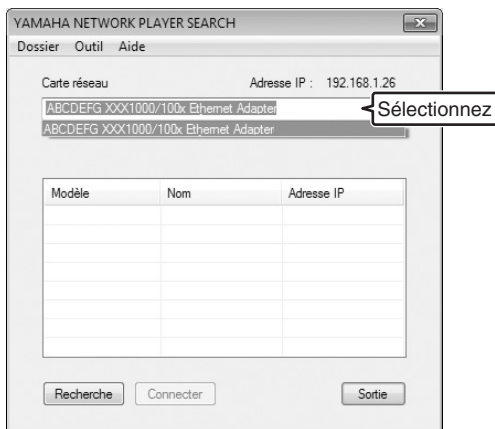 YAMAHA NETWORK PLAYER SEARCH
Dossier Outil Aide
Carte réseau Adresse IP : 192.168.1.26
ABCDEFG XXX1000/100x Ethernet Adapter
Sélectionnez
ABCDEFG XXX1000/100x Ethernet Adapter
Modèle Nom Adresse IP
Recherche Connecter Sortie